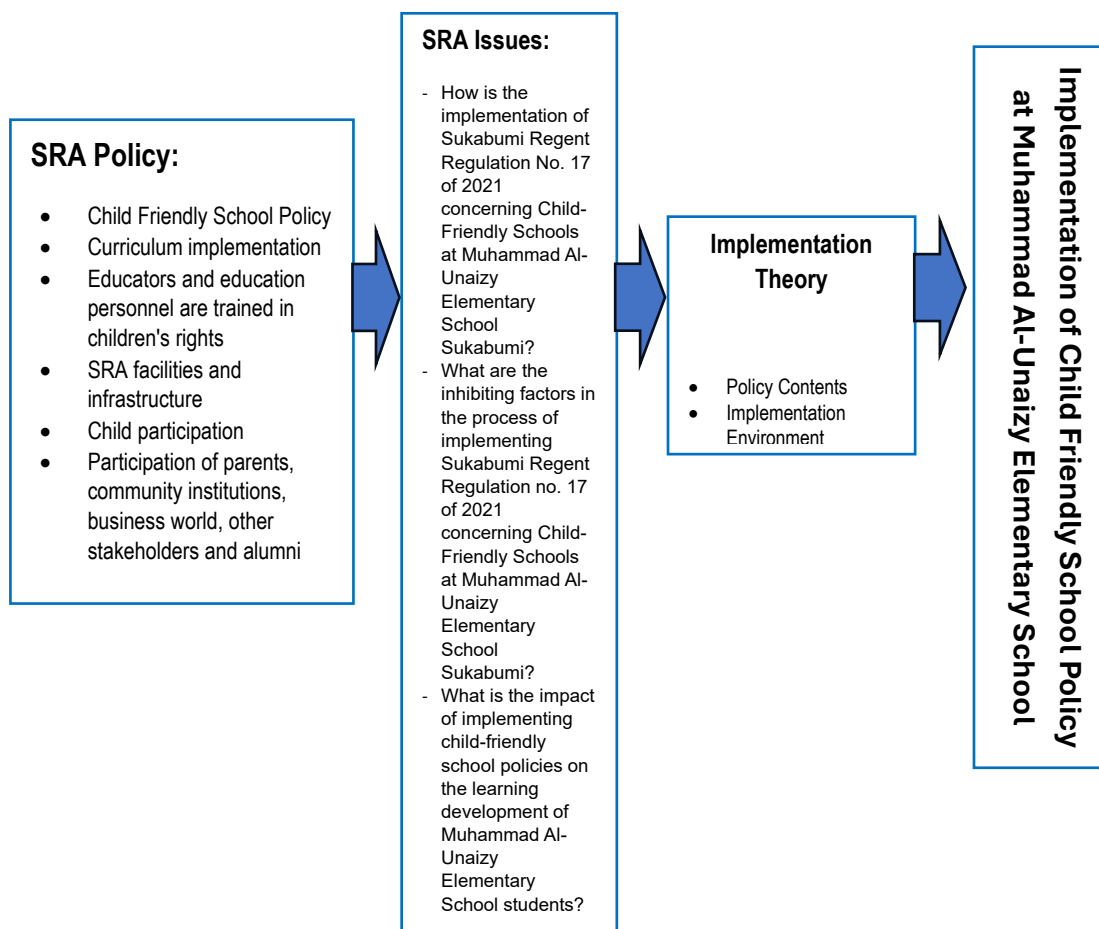 SRA Policy:
• Child Friendly School Policy
• Curriculum implementation
• Educators and education
personnel are trained in
children's rights
• SRA facilities and
infrastructure
• Child participation
• Participation of parents,
community institutions,
business world, other
stakeholders and alumni
SRA Issues:
- How is the
implementation of
Sukabumi Regent
Regulation No. 17
of 2021
concerning Child-
Friendly Schools
at Muhammad Al-
Unaizy
Elementary
School
Sukabumi?
- What are the
inhibiting factors in
the process of
implementing
Sukabumi Regent
Regulation no. 17
of 2021
concerning Child-
Friendly Schools
at Muhammad Al-
Unaizy
Elementary
School
Sukabumi?
- What is the impact
of implementing
child-friendly
school policies on
the learning
development of
Muhammad Al-
Unaizy
Elementary
School students?
Implementation
Theory
• Policy Contents
• Implementation
Environment
Implementation of Child Friendly School Policy
at Muhammad Al-Unaizy Elementary School